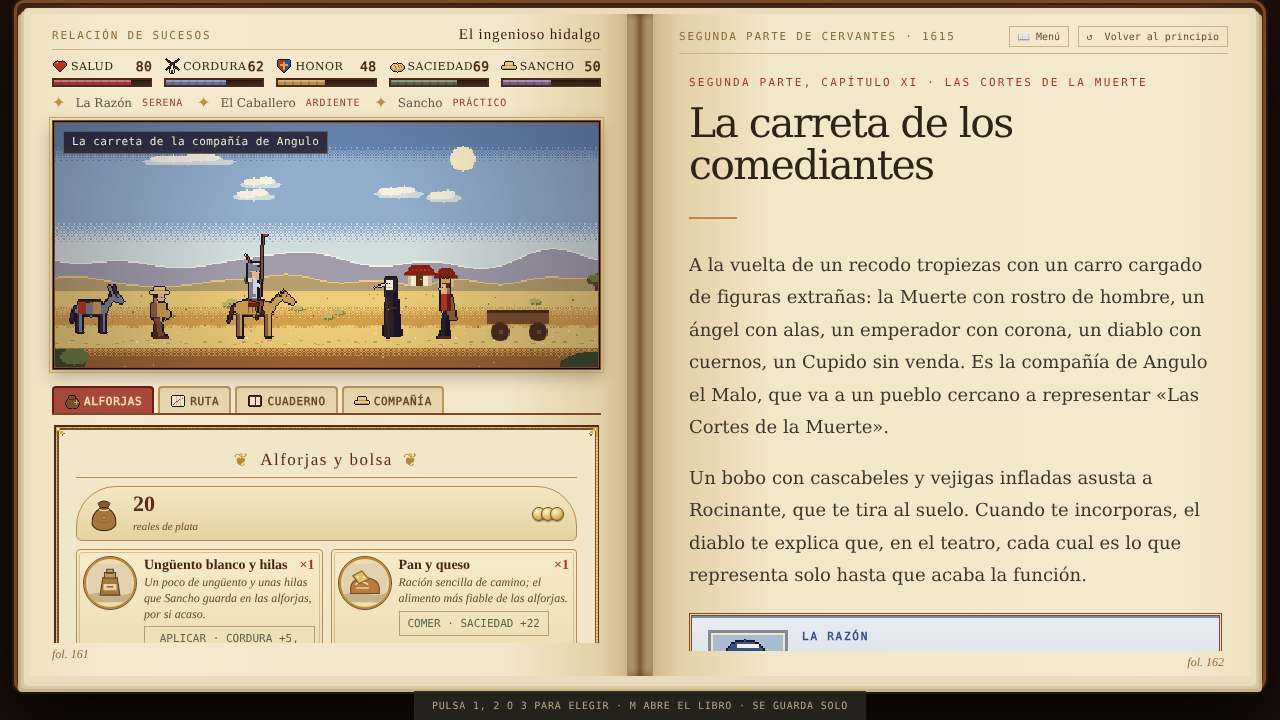 RELACIÓN DE SUCESOS
El ingenioso hidalgo
SALUD 80
CORDURA 62
HONOR 48
SACIEDAD 69
SANCHO 50
La Razón SERENA
El Caballero ARDIENTE
Sancho PRÁCTICO
La carreta de la compañía de Angulo
ALFORJAS
RUTA
CUADERNO
COMPAÑÍA
Alforjas y bolsa
20
reales de plata
Ungüento blanco y hilas ×1
Un poco de ungüento y unas hilas
que Sancho guarda en las alforjas,
por si acaso.
APLICAR · CORDURA +5,
Pan y queso ×1
Ración sencilla de camino; el
alimento más fiable de las alforjas.
COMER · SACIEDAD +22
fol. 161
SEGUNDA PARTE DE CERVANTES · 1615
Menú
↺ Volver al principio
SEGUNDA PARTE, CAPÍTULO XI · LAS CORTES DE LA MUERTE
La carreta de los
comediantes
A la vuelta de un recodo tropiezas con un carro cargado
de figuras extrañas: la Muerte con rostro de hombre, un
ángel con alas, un emperador con corona, un diablo con
cuernos, un Cupido sin venda. Es la compañía de Angulo
el Malo, que va a un pueblo cercano a representar «Las
Cortes de la Muerte».
Un bobo con cascabeles y vejigas infladas asusta a
Rocinante, que te tira al suelo. Cuando te incorporas, el
diablo te explica que, en el teatro, cada cual es lo que
representa solo hasta que acaba la función.
LA RAZÓN
fol. 162
PULSA 1, 2 O 3 PARA ELEGIR · M ABRE EL LIBRO · SE GUARDA SOLO